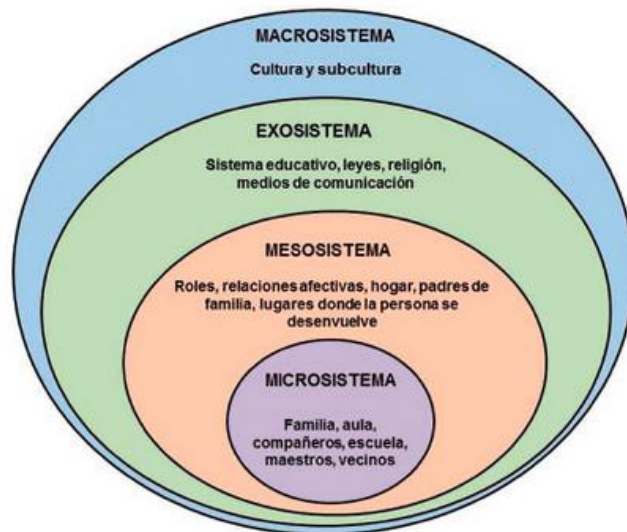 MACROSISTEMA
Cultura y subcultura
EXOSISTEMA
Sistema educativo, leyes, religión,
medios de comunicación
MESOSISTEMA
Roles, relaciones afectivas, hogar, padres de
familia, lugares donde la persona se
desenvuelve
MICROSISTEMA
Familia, aula,
compañeros, escuela,
maestros, vecinos